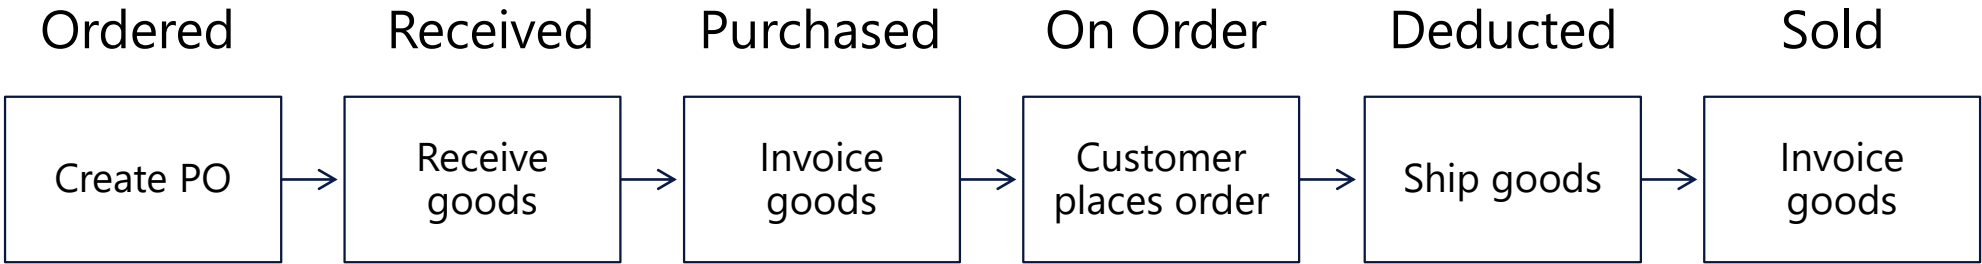 Ordered
Received
Purchased
On Order
Deducted
Sold
Create PO
Receive
goods
Invoice
goods
Customer
places order
Ship goods
Invoice
goods